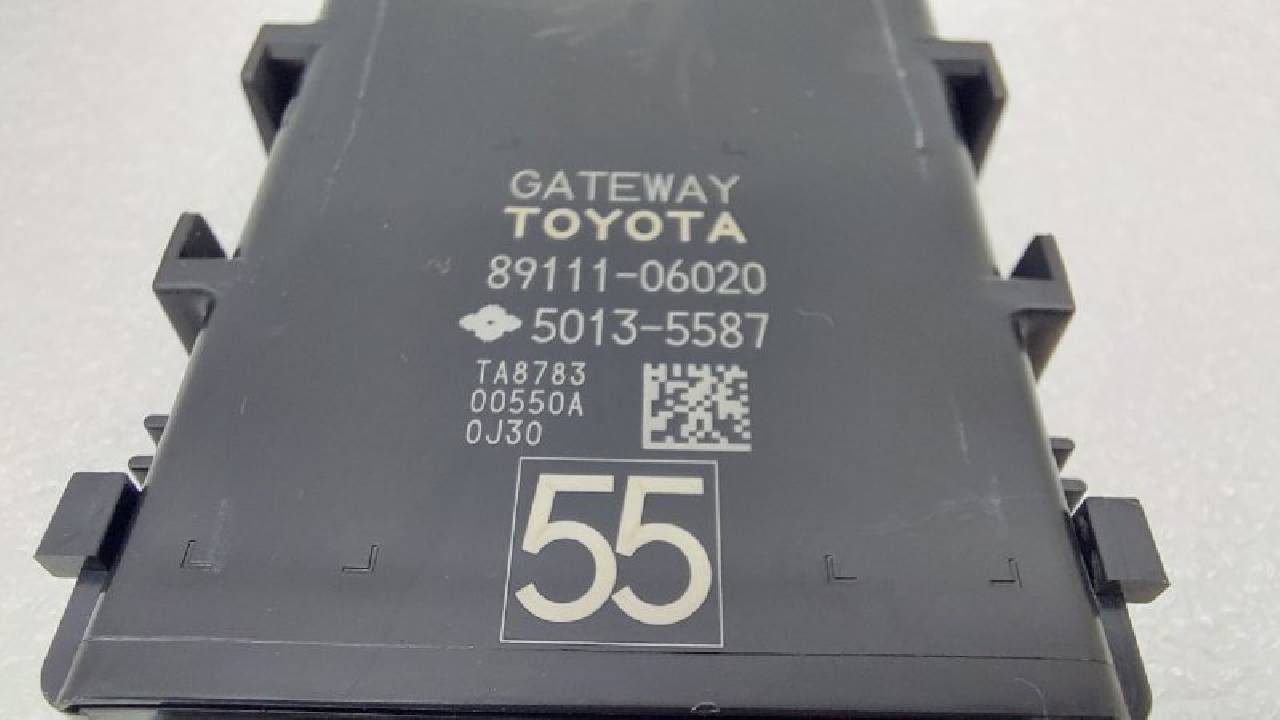 GATEWAY
TOYOTA
89111-06020
5013-5587
TA8783
00550A
0J30
55